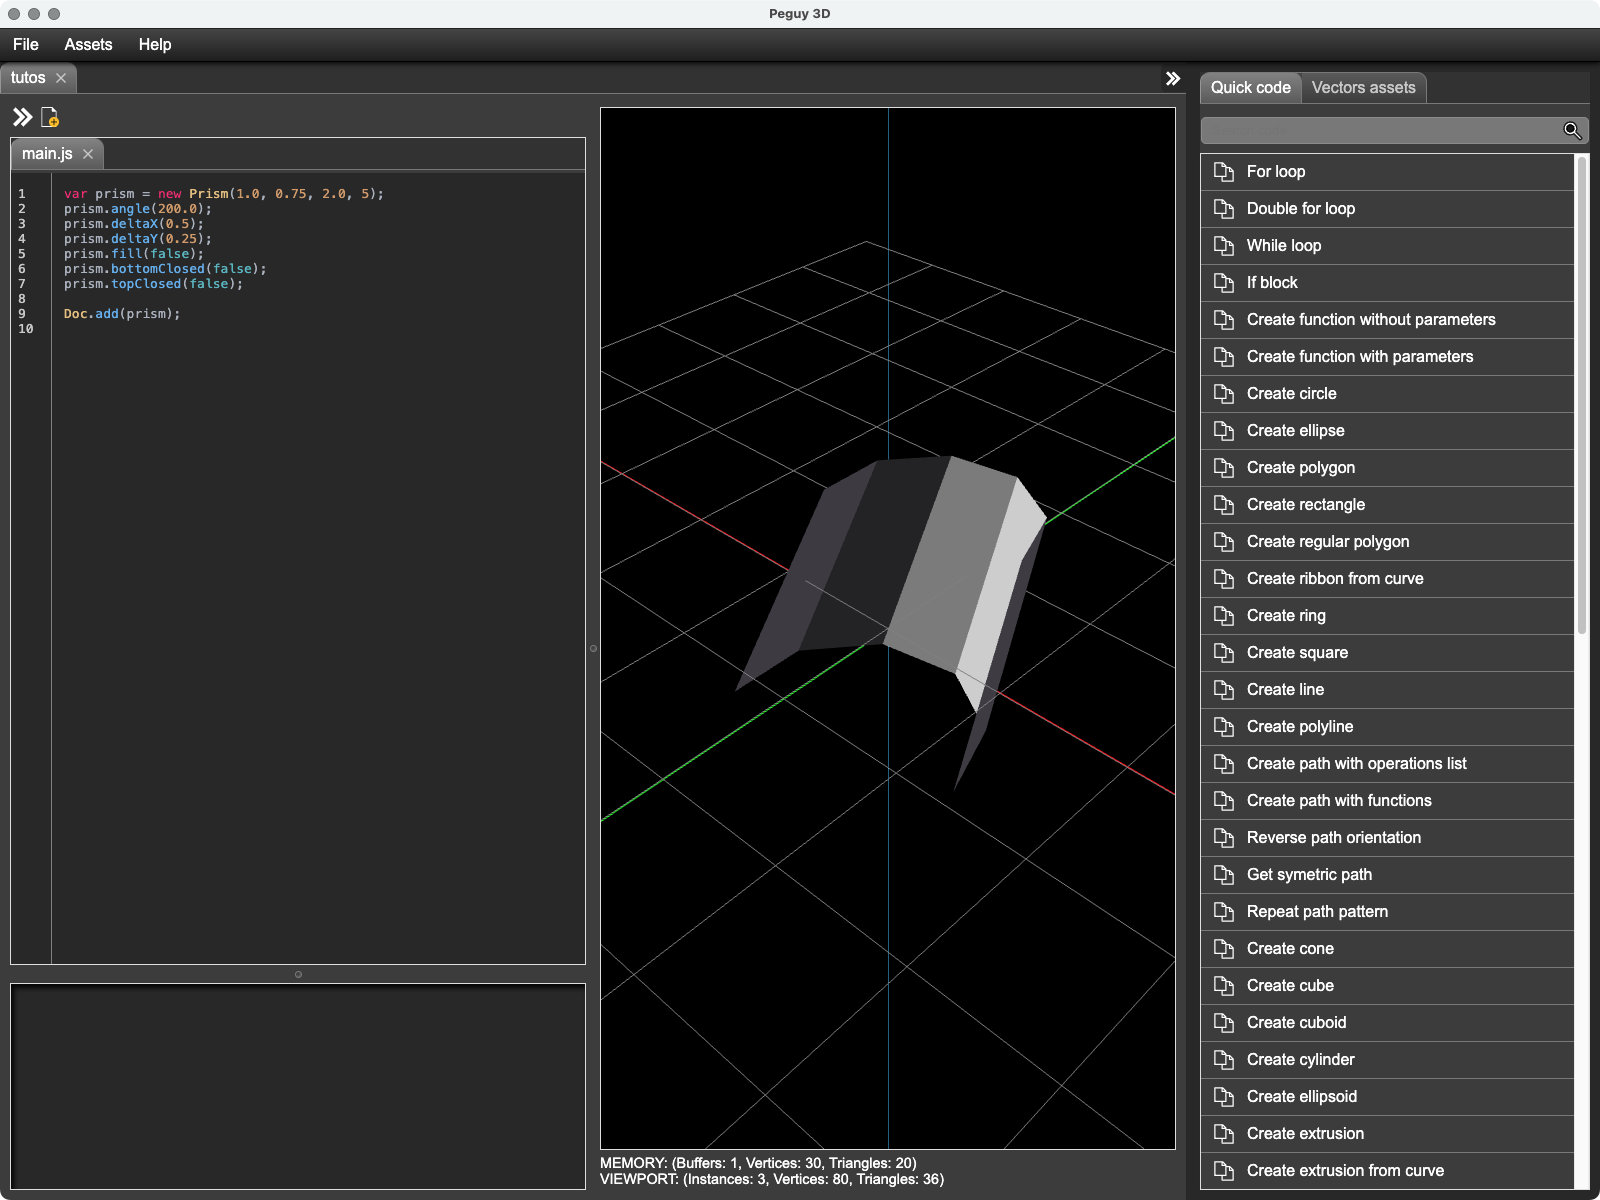 Peguy 3D
File Assets Help
tutos
main.js
1 var prism = new Prism(1.0, 0.75, 2.0, 5);
2 prism.angle(200.0);
3 prism.deltaX(0.5);
4 prism.deltaY(0.25);
5 prism.fill(false);
6 prism.bottomClosed(false);
7 prism.topClosed(false);
8
9 Doc.add(prism);
10
MEMORY: (Buffers: 1, Vertices: 30, Triangles: 20)
VIEWPORT: (Instances: 3, Vertices: 80, Triangles: 36)
Quick code Vectors assets
For loop
Double for loop
While loop
If block
Create function without parameters
Create function with parameters
Create circle
Create ellipse
Create polygon
Create rectangle
Create regular polygon
Create ribbon from curve
Create ring
Create square
Create line
Create polyline
Create path with operations list
Create path with functions
Reverse path orientation
Get symetric path
Repeat path pattern
Create cone
Create cube
Create cuboid
Create cylinder
Create ellipsoid
Create extrusion
Create extrusion from curve